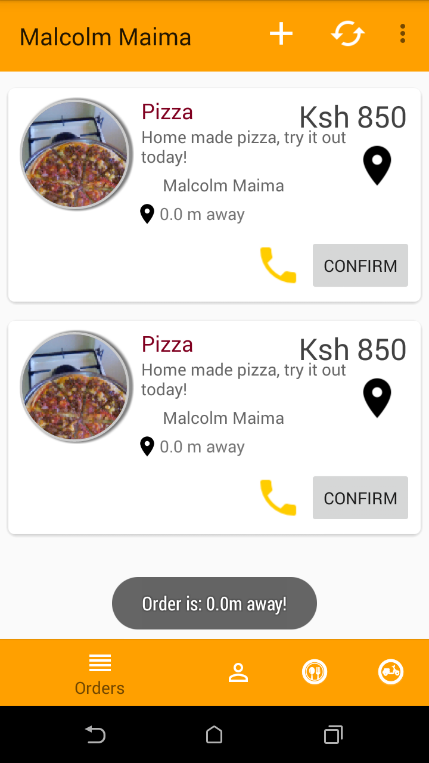 Malcolm Maima
Pizza
Ksh 850
Home made pizza, try it out
today!
Malcolm Maima
0.0 m away
CONFIRM
Pizza
Ksh 850
Home made pizza, try it out
today!
Malcolm Maima
0.0 m away
CONFIRM
Order is: 0.0m away!
Orders